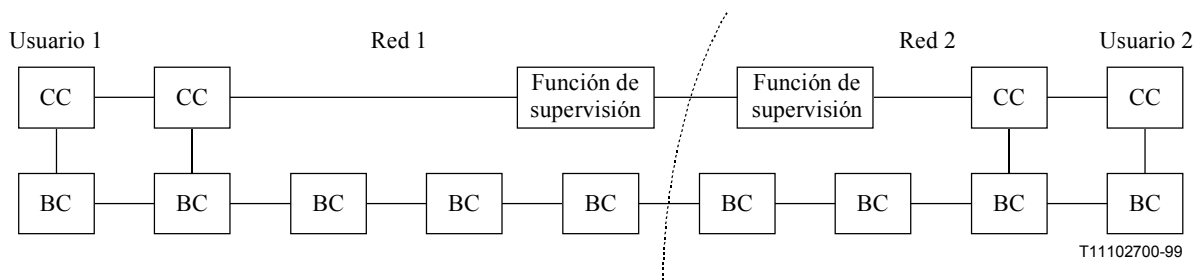 Usuario 1
Red 1
Red 2
Usuario 2
CC
CC
Función de
supervisión
Función de
supervisión
CC
CC
BC
BC
BC
BC
BC
BC
BC
BC
BC
T11102700-99